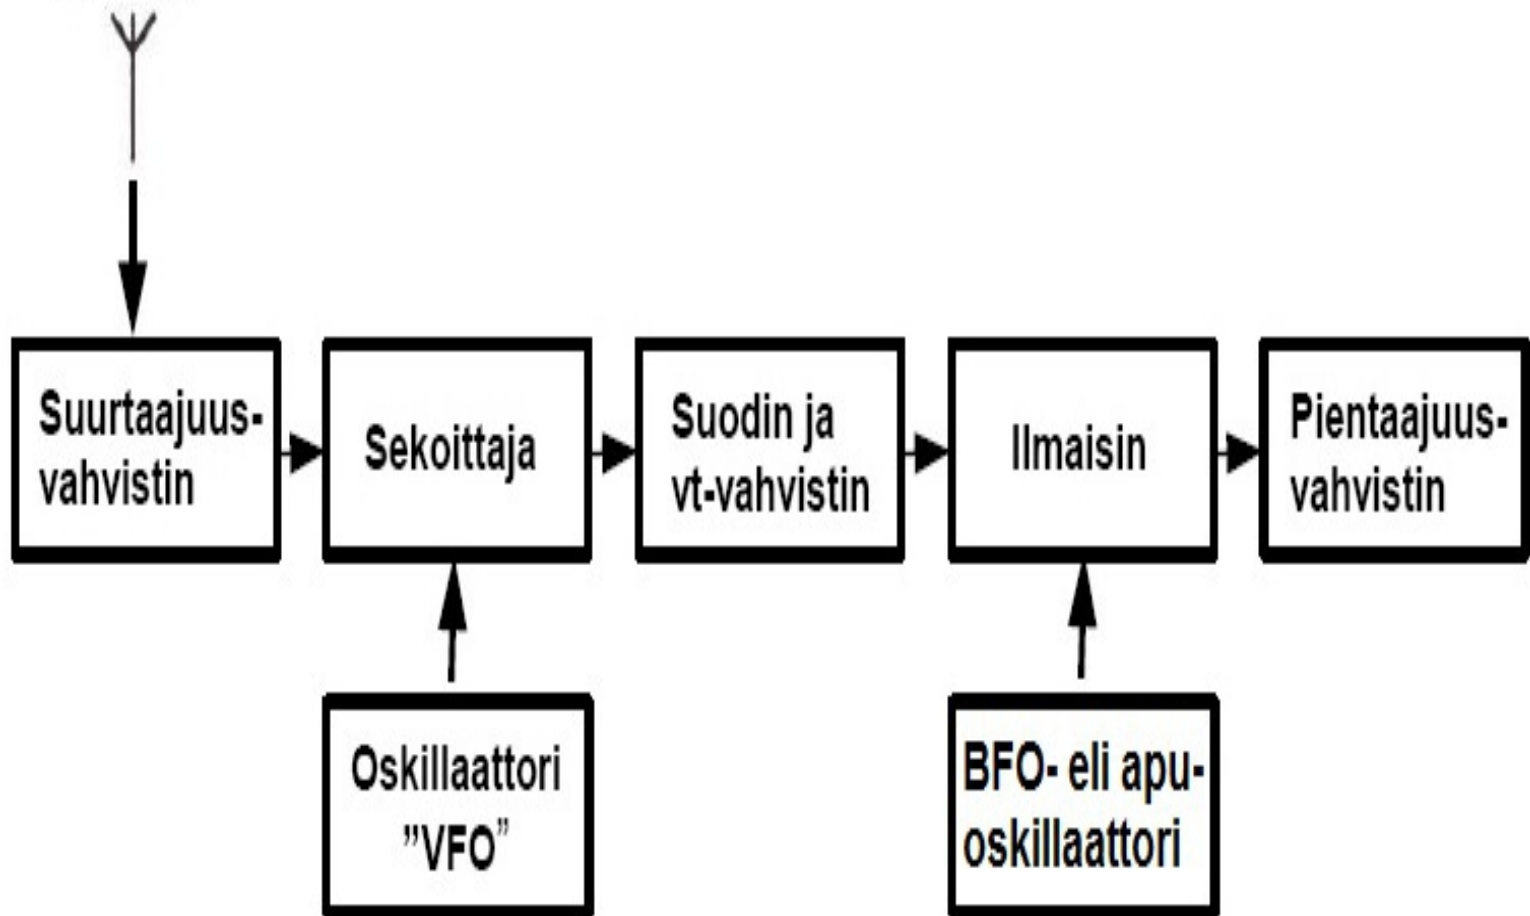 Suurtaajuus-
vahvistin
Sekoittaja
Suodin ja
vt-vahvistin
Ilmaisin
Pientaajuus-
vahvistin
Oskillaattori
”VFO”
BFO- eli apu-
oskillaattori